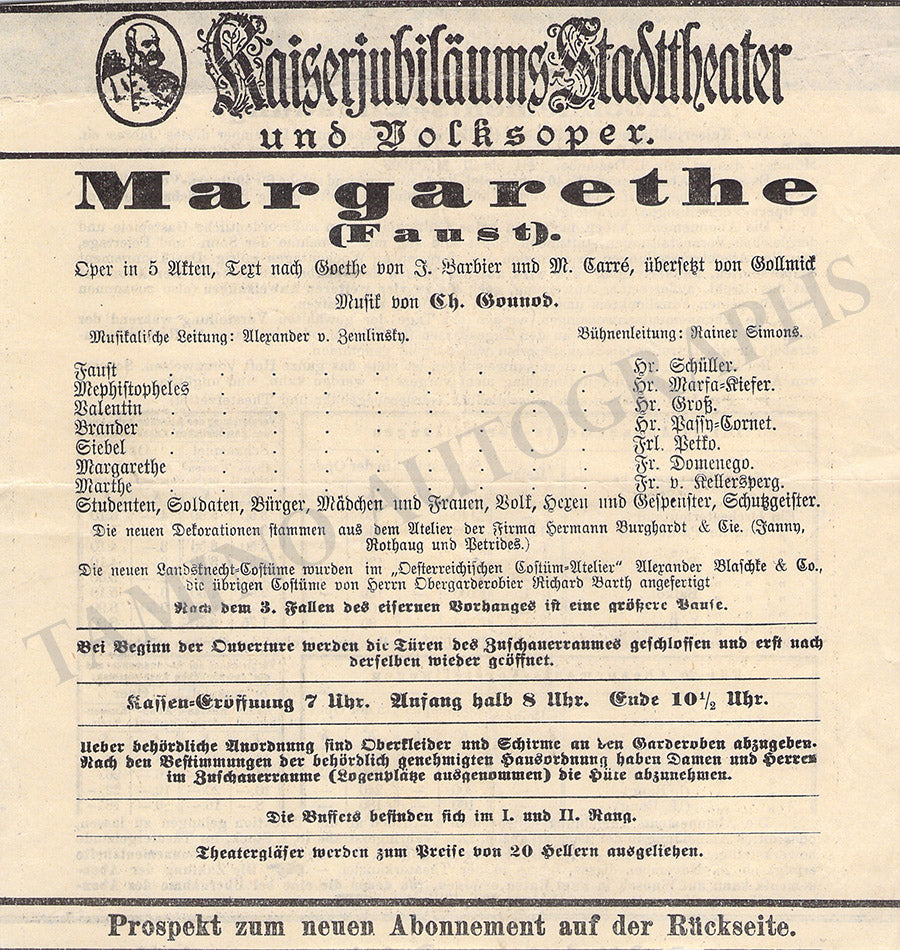 Kaiserjubiläums-Stadttheater
und Volksoper.
Margarethe
(Faust).
Oper in 5 Akten, Text nach Goethe von J. Barbier und M. Carré, übersetzt von Gollmick
Musik von Ch. Gounod.
Musikalische Leitung: Alexander v. Zemlinsky. Bühnenleitung: Rainer Simons.
Faust . . . . . . . . . Hr. Schüller.
Mephistopheles . . . . . . . . Hr. Marfa-Kiefer.
Valentin . . . . . . . . . Hr. Groß.
Brander . . . . . . . . . Hr. Passy-Cornet.
Siebel . . . . . . . . . Frl. Petko.
Margarethe . . . . . . . . . Fr. Domenego.
Marthe . . . . . . . . . Fr. v. Kellersperg.
Studenten, Soldaten, Bürger, Mädchen und Frauen, Volk, Hexen und Gespenster, Schutzgeister.
Die neuen Dekorationen stammen aus dem Atelier der Firma Hermann Burghardt & Cie. (Janny,
Rothaug und Petrides.)
Die neuen Landsknecht-Costüme wurden im „Oesterreichischen Costüm-Atelier“ Alexander Blaschke & Co.,
die übrigen Costüme von Herrn Obergarderobier Richard Barth angefertigt
Nach dem 3. Fallen des eisernen Vorhanges ist eine größere Pause.
Bei Beginn der Ouverture werden die Türen des Zuschauerraumes geschlossen und erst nach
derselben wieder geöffnet.
Kassen-Eröffnung 7 Uhr. Anfang halb 8 Uhr. Ende 10½ Uhr.
Ueber behördliche Anordnung sind Oberkleider und Schirme an den Garderoben abzugeben.
Nach den Bestimmungen der behördlich genehmigten Hausordnung haben Damen und Herren
im Zuschauerraume (Logenplätze ausgenommen) die Hüte abzunehmen.
Die Buffets befinden sich im I. und II. Rang.
Theatergläser werden zum Preise von 20 Hellern ausgeliehen.
Prospekt zum neuen Abonnement auf der Rückseite.
TAMINO AUTOGRAPHS